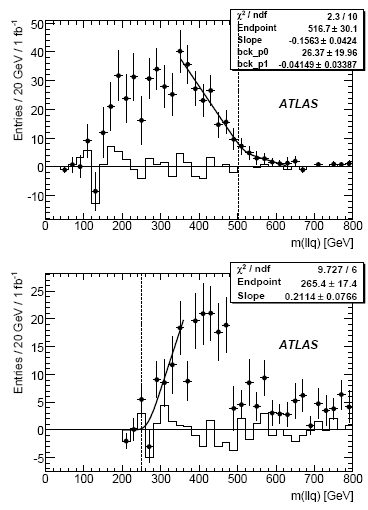 Entries / 20 GeV / 1 fb⁻¹
50
40
30
20
10
0
-10
χ² / ndf 2.3 / 10
Endpoint 516.7 ± 30.1
Slope -0.1563 ± 0.0424
bck_p0 26.37 ± 19.96
bck_p1 -0.04149 ± 0.03387
ATLAS
0 100 200 300 400 500 600 700 800
m(llq) [GeV]
Entries / 20 GeV / 1 fb⁻¹
25
20
15
10
5
0
-5
χ² / ndf 9.727 / 6
Endpoint 265.4 ± 17.4
Slope 0.2114 ± 0.0766
ATLAS
0 100 200 300 400 500 600 700 800
m(llq) [GeV]